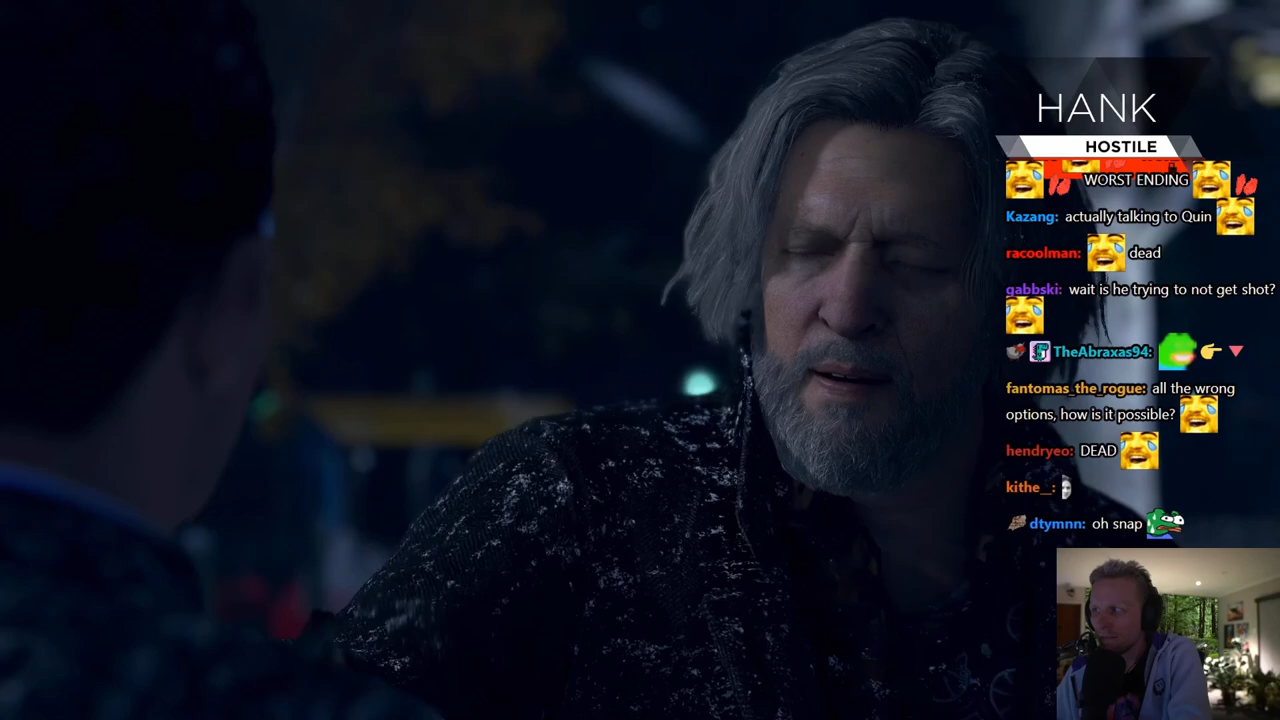 HANK
HOSTILE
WORST ENDING
Kazang: actually talking to Quin
racoolman: dead
gabbski: wait is he trying to not get shot?
TheAbraxas94:
fantomas_the_rogue: all the wrong
options, how is it possible?
hendryeo: DEAD
kithe__:
dtymnn: oh snap